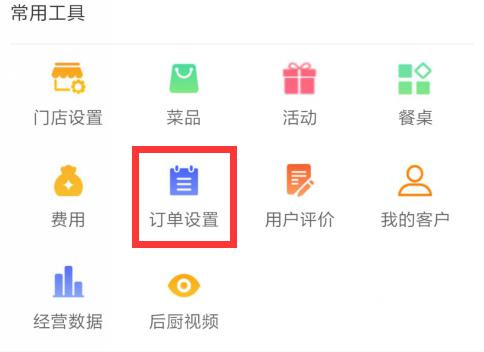 常用工具
门店设置 菜品 活动 餐桌
费用 订单设置 用户评价 我的客户
经营数据 后厨视频